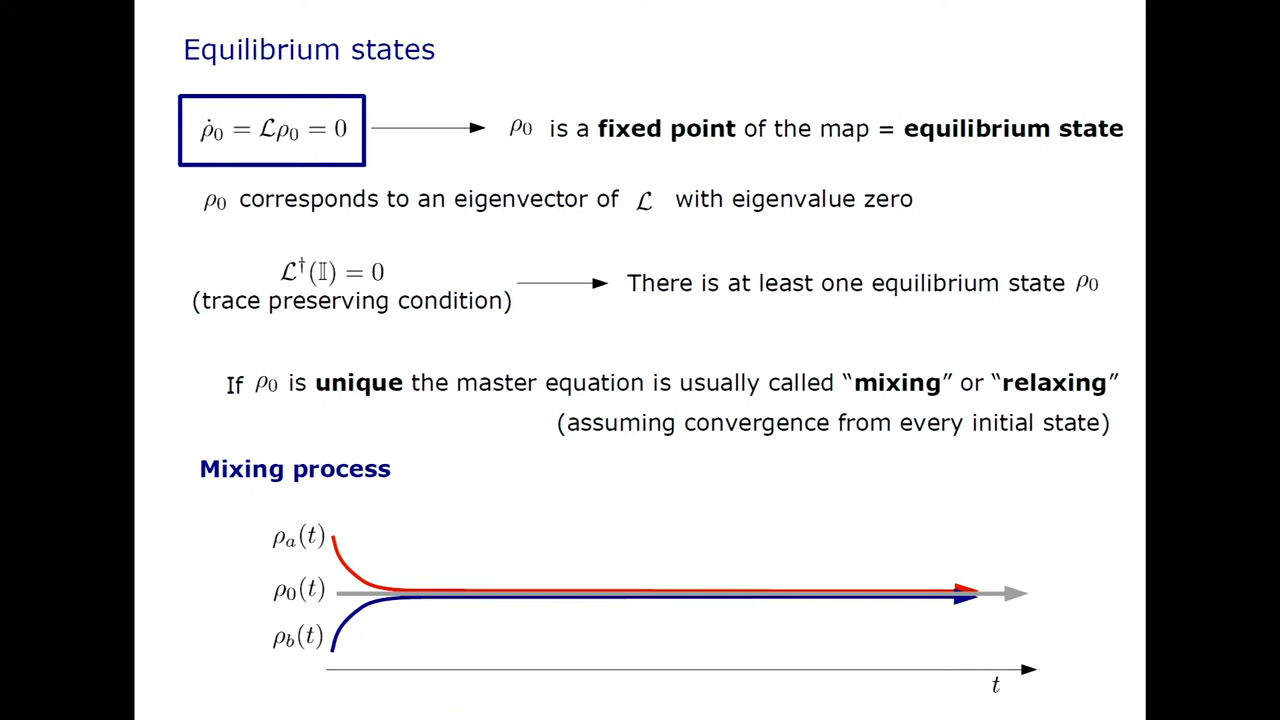 Equilibrium states
ρ̇₀ = ℒρ₀ = 0
ρ₀ is a fixed point of the map = equilibrium state
ρ₀ corresponds to an eigenvector of ℒ with eigenvalue zero
ℒ†(𝕀) = 0
(trace preserving condition)
There is at least one equilibrium state ρ₀
If ρ₀ is unique the master equation is usually called “mixing” or “relaxing”
(assuming convergence from every initial state)
Mixing process
ρₐ(t)
ρ₀(t)
ρ_b(t)
t